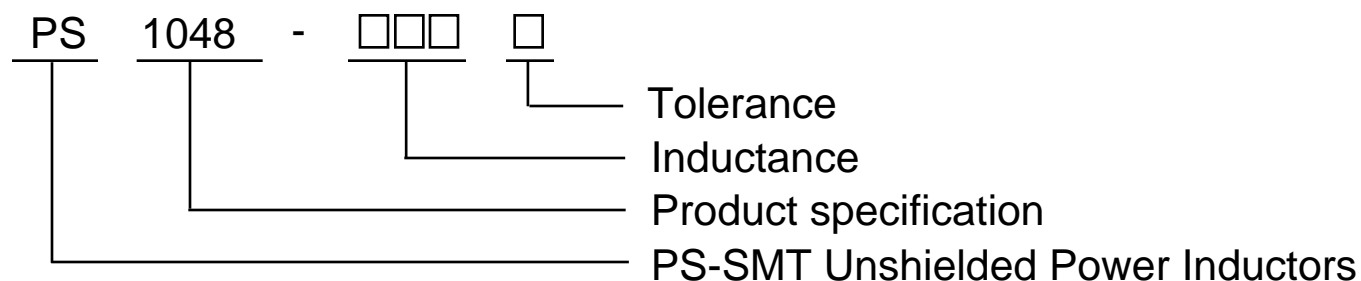 PS 1048 - □□□ □
Tolerance
Inductance
Product specification
PS-SMT Unshielded Power Inductors